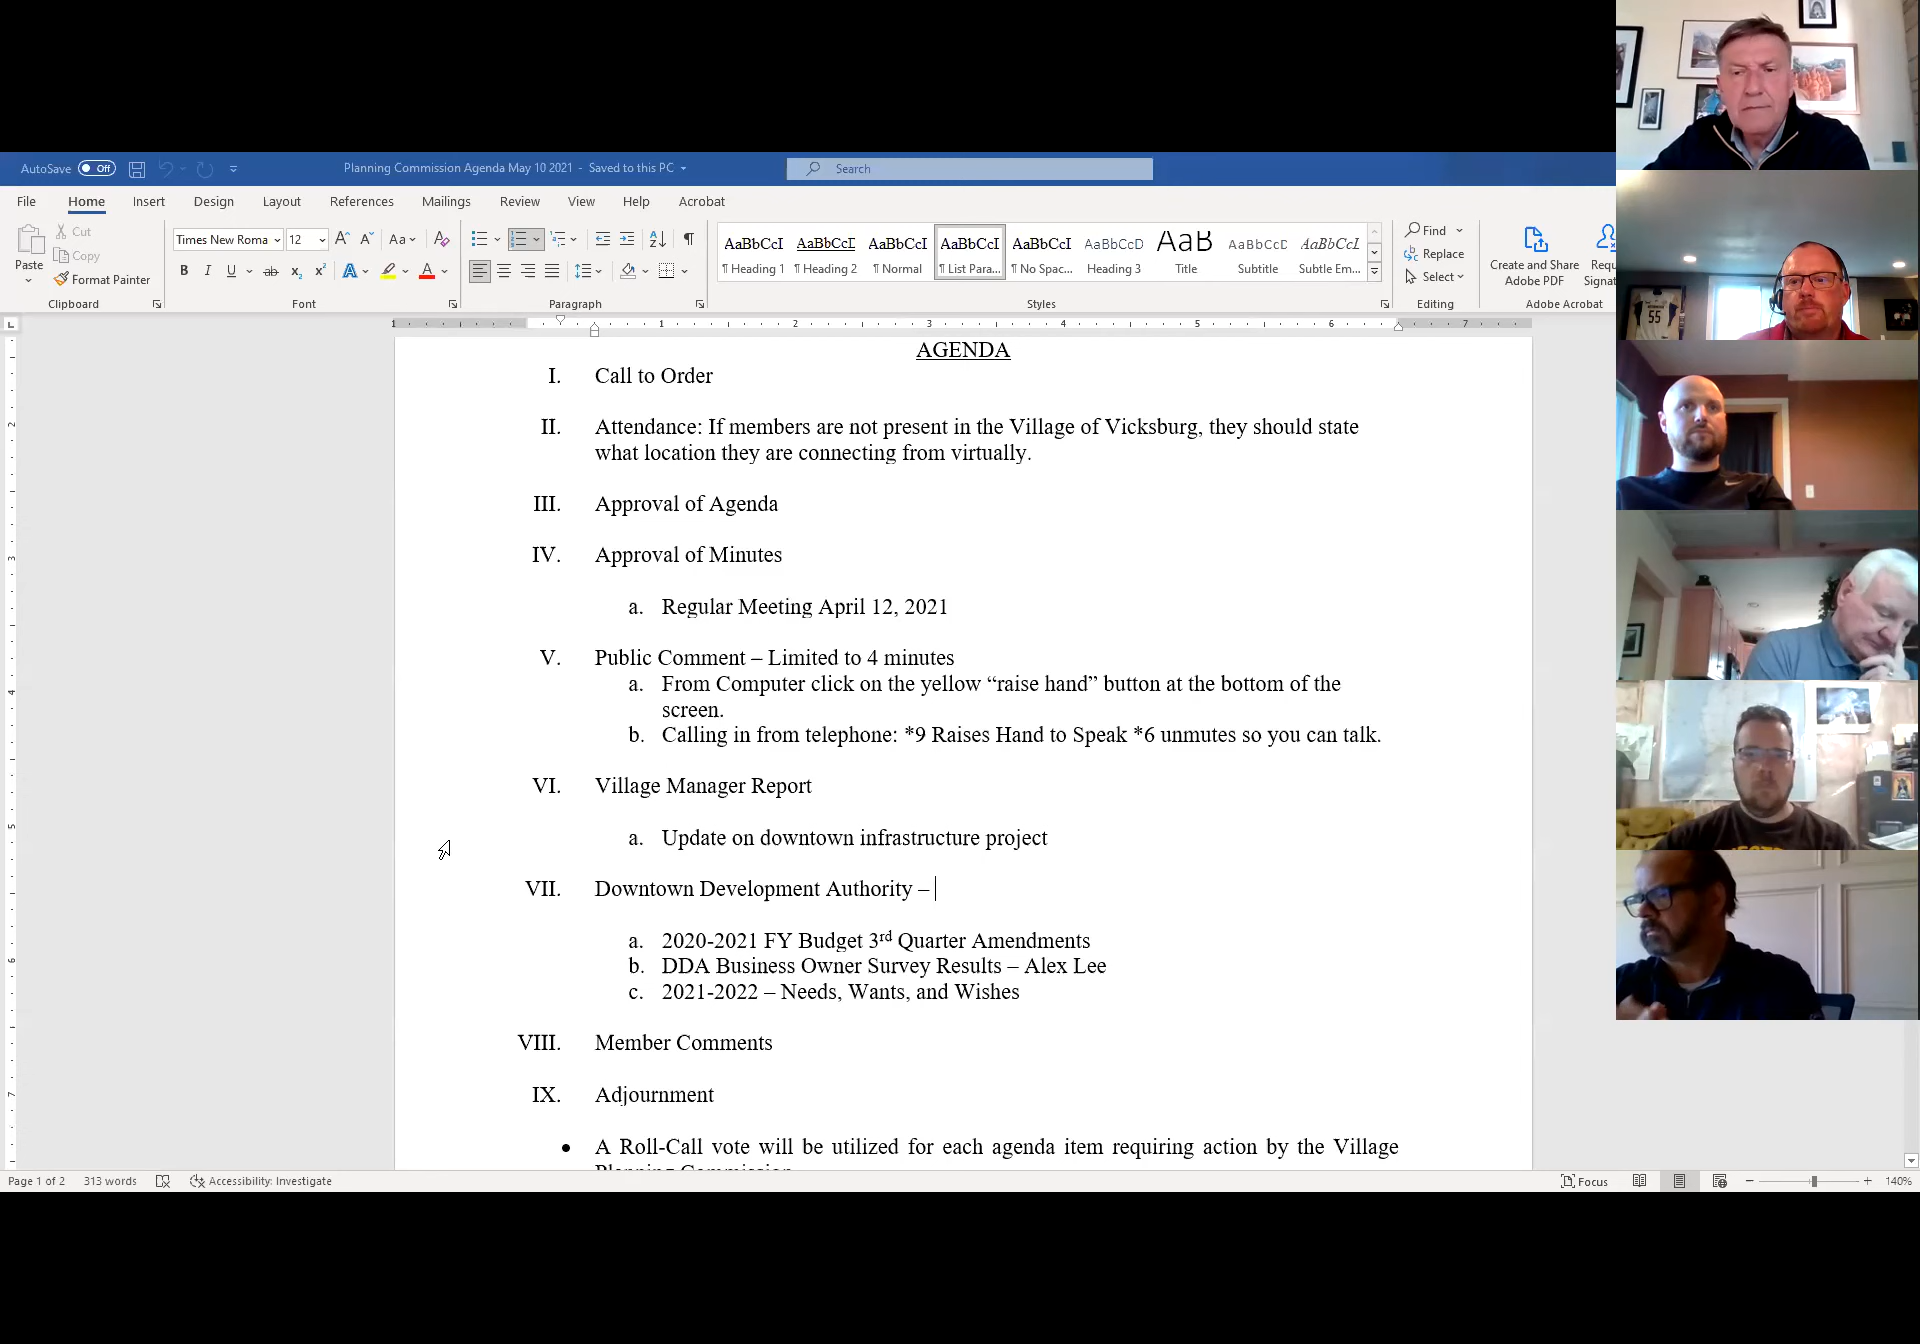 AutoSave Off
Planning Commission Agenda May 10 2021 - Saved to this PC
Search
File Home Insert Design Layout References Mailings Review View Help Acrobat
Paste
Cut
Copy
Format Painter
Clipboard
Times New Roma 12
Font
Paragraph
AaBbCcI AaBbCcI AaBbCcI AaBbCcI AaBbCcI AaBbCcD AaB AaBbCcD AaBbCcI
¶ Heading 1 ¶ Heading 2 ¶ Normal ¶ List Para... ¶ No Spac... Heading 3 Title Subtitle Subtle Em...
Styles
Find
Replace
Select
Editing
Create and Share
Adobe PDF
Requ
Signat
Adobe Acrobat
AGENDA
I. Call to Order
II. Attendance: If members are not present in the Village of Vicksburg, they should state
what location they are connecting from virtually.
III. Approval of Agenda
IV. Approval of Minutes
a. Regular Meeting April 12, 2021
V. Public Comment – Limited to 4 minutes
a. From Computer click on the yellow “raise hand” button at the bottom of the
screen.
b. Calling in from telephone: *9 Raises Hand to Speak *6 unmutes so you can talk.
VI. Village Manager Report
a. Update on downtown infrastructure project
VII. Downtown Development Authority –
a. 2020-2021 FY Budget 3rd Quarter Amendments
b. DDA Business Owner Survey Results – Alex Lee
c. 2021-2022 – Needs, Wants, and Wishes
VIII. Member Comments
IX. Adjournment
• A Roll-Call vote will be utilized for each agenda item requiring action by the Village
Planning Commission
Page 1 of 2 313 words Accessibility: Investigate
Focus
140%
55